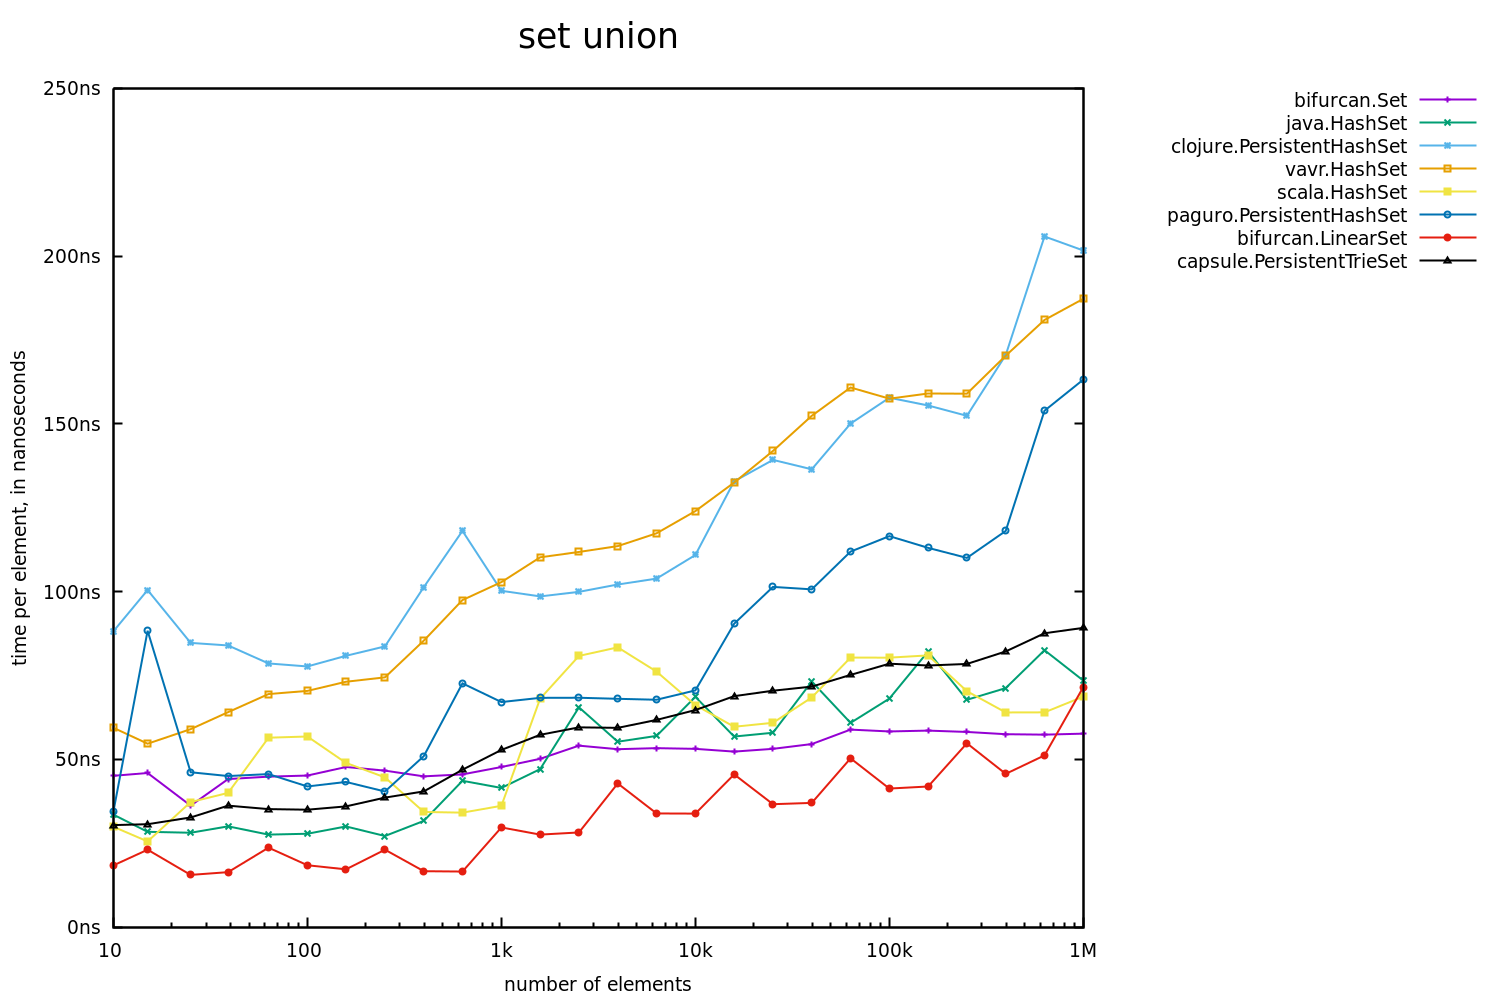 set union
250ns
200ns
150ns
100ns
50ns
0ns
time per element, in nanoseconds
10 100 1k 10k 100k 1M
number of elements
bifurcan.Set
java.HashSet
clojure.PersistentHashSet
vavr.HashSet
scala.HashSet
paguro.PersistentHashSet
bifurcan.LinearSet
capsule.PersistentTrieSet